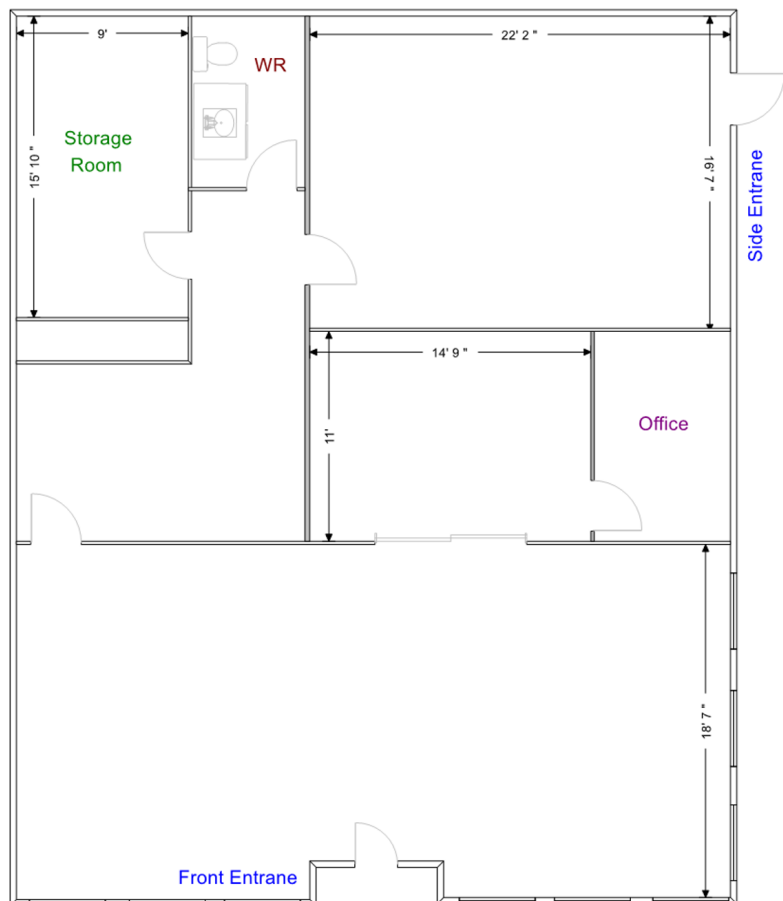 9'
WR
22' 2 "
Storage
Room
15' 10 "
16' 7 "
Side Entrane
14' 9 "
11'
Office
18' 7 "
Front Entrane